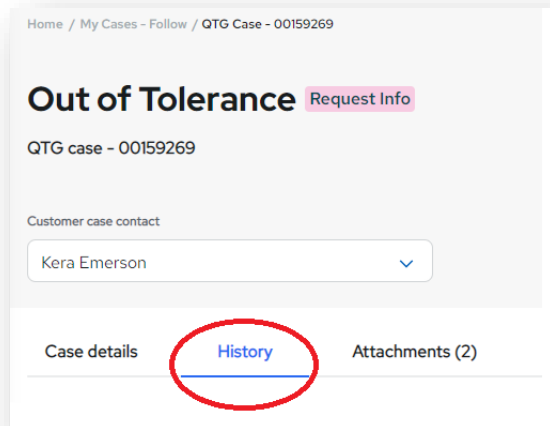 Home / My Cases - Follow / QTG Case - 00159269
Out of Tolerance Request Info
QTG case - 00159269
Customer case contact
Kera Emerson
Case details History Attachments (2)